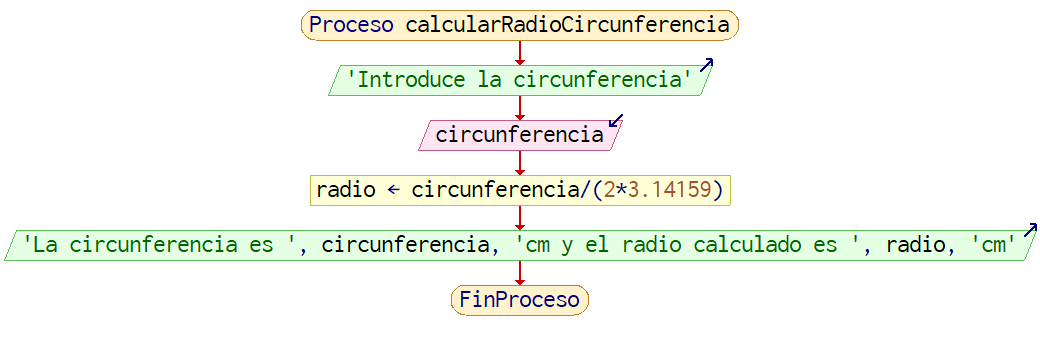 Proceso calcularRadioCircunferencia
'Introduce la circunferencia'
circunferencia
radio ← circunferencia/(2*3.14159)
'La circunferencia es ', circunferencia, 'cm y el radio calculado es ', radio, 'cm'
FinProceso